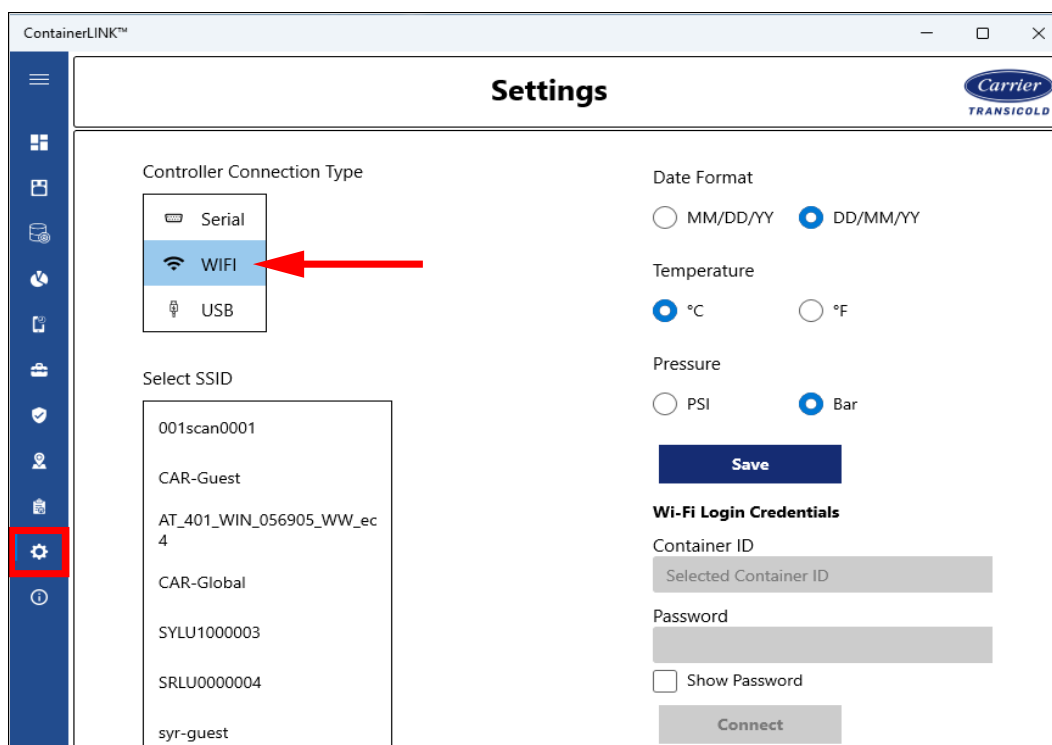 ContainerLINK™
Settings
Carrier
TRANSICOLD
Controller Connection Type
Serial
WIFI
USB
Select SSID
001scan0001
CAR-Guest
AT_401_WIN_056905_WW_ec
4
CAR-Global
SYLU1000003
SRLU0000004
syr-guest
Date Format
MM/DD/YY DD/MM/YY
Temperature
°C °F
Pressure
PSI Bar
Save
Wi-Fi Login Credentials
Container ID
Selected Container ID
Password
Show Password
Connect